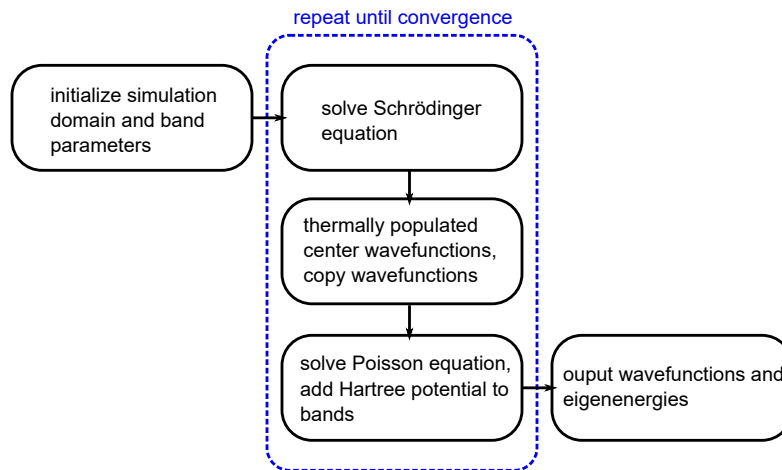 repeat until convergence
initialize simulation
domain and band
parameters
solve Schrödinger
equation
thermally populated
center wavefunctions,
copy wavefunctions
solve Poisson equation,
add Hartree potential to
bands
ouput wavefunctions and
eigenenergies